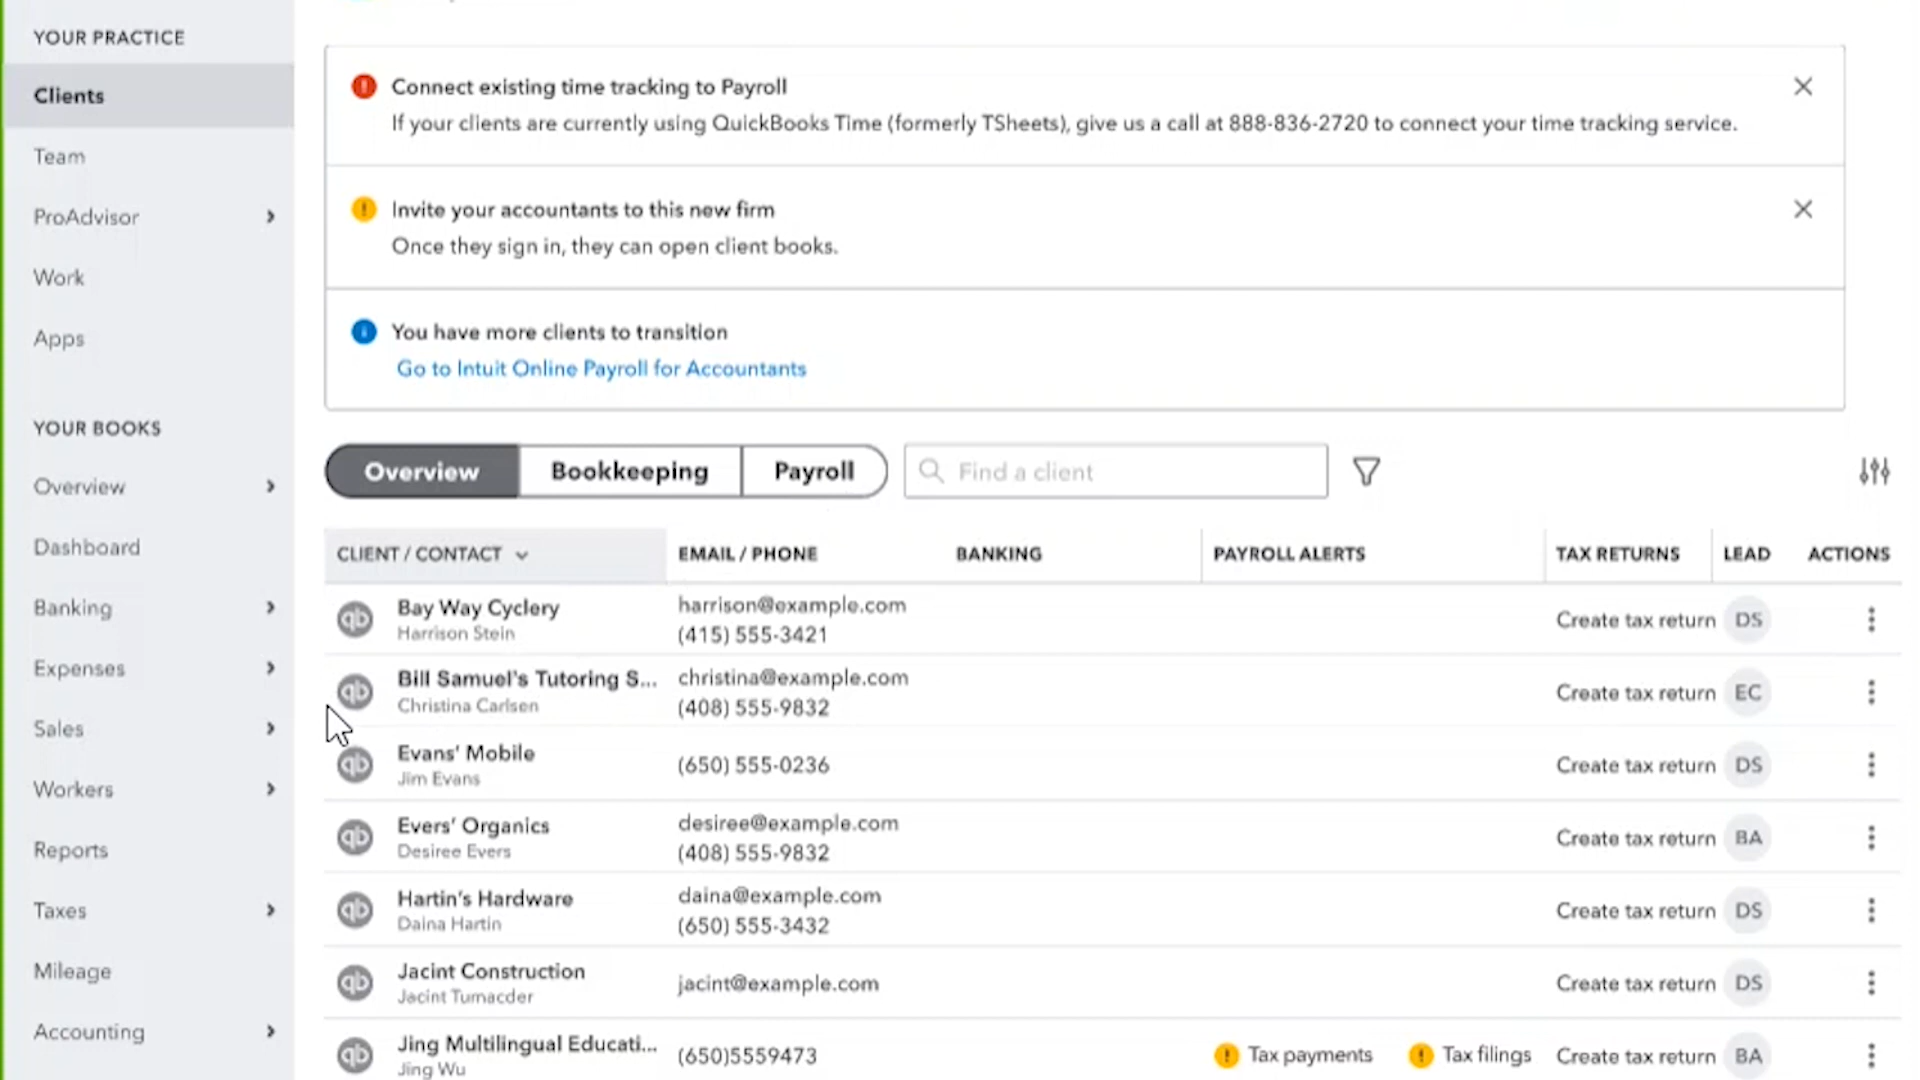 YOUR PRACTICE
Clients
Team
ProAdvisor
Work
Apps
YOUR BOOKS
Overview
Dashboard
Banking
Expenses
Sales
Workers
Reports
Taxes
Mileage
Accounting
Connect existing time tracking to Payroll
If your clients are currently using QuickBooks Time (formerly TSheets), give us a call at 888-836-2720 to connect your time tracking service.
Invite your accountants to this new firm
Once they sign in, they can open client books.
You have more clients to transition
Go to Intuit Online Payroll for Accountants
Overview Bookkeeping Payroll Find a client
CLIENT / CONTACT EMAIL / PHONE BANKING PAYROLL ALERTS TAX RETURNS LEAD ACTIONS
Bay Way Cyclery harrison@example.com
Harrison Stein (415) 555-3421 Create tax return DS
Bill Samuel's Tutoring S... christina@example.com
Christina Carlsen (408) 555-9832 Create tax return EC
Evans' Mobile
Jim Evans (650) 555-0236 Create tax return DS
Evers' Organics desiree@example.com
Desiree Evers (408) 555-9832 Create tax return BA
Hartin's Hardware daina@example.com
Daina Hartin (650) 555-3432 Create tax return DS
Jacint Construction
Jacint Tumacder jacint@example.com Create tax return DS
Jing Multilingual Educati...
Jing Wu (650)5559473 Tax payments Tax filings Create tax return BA